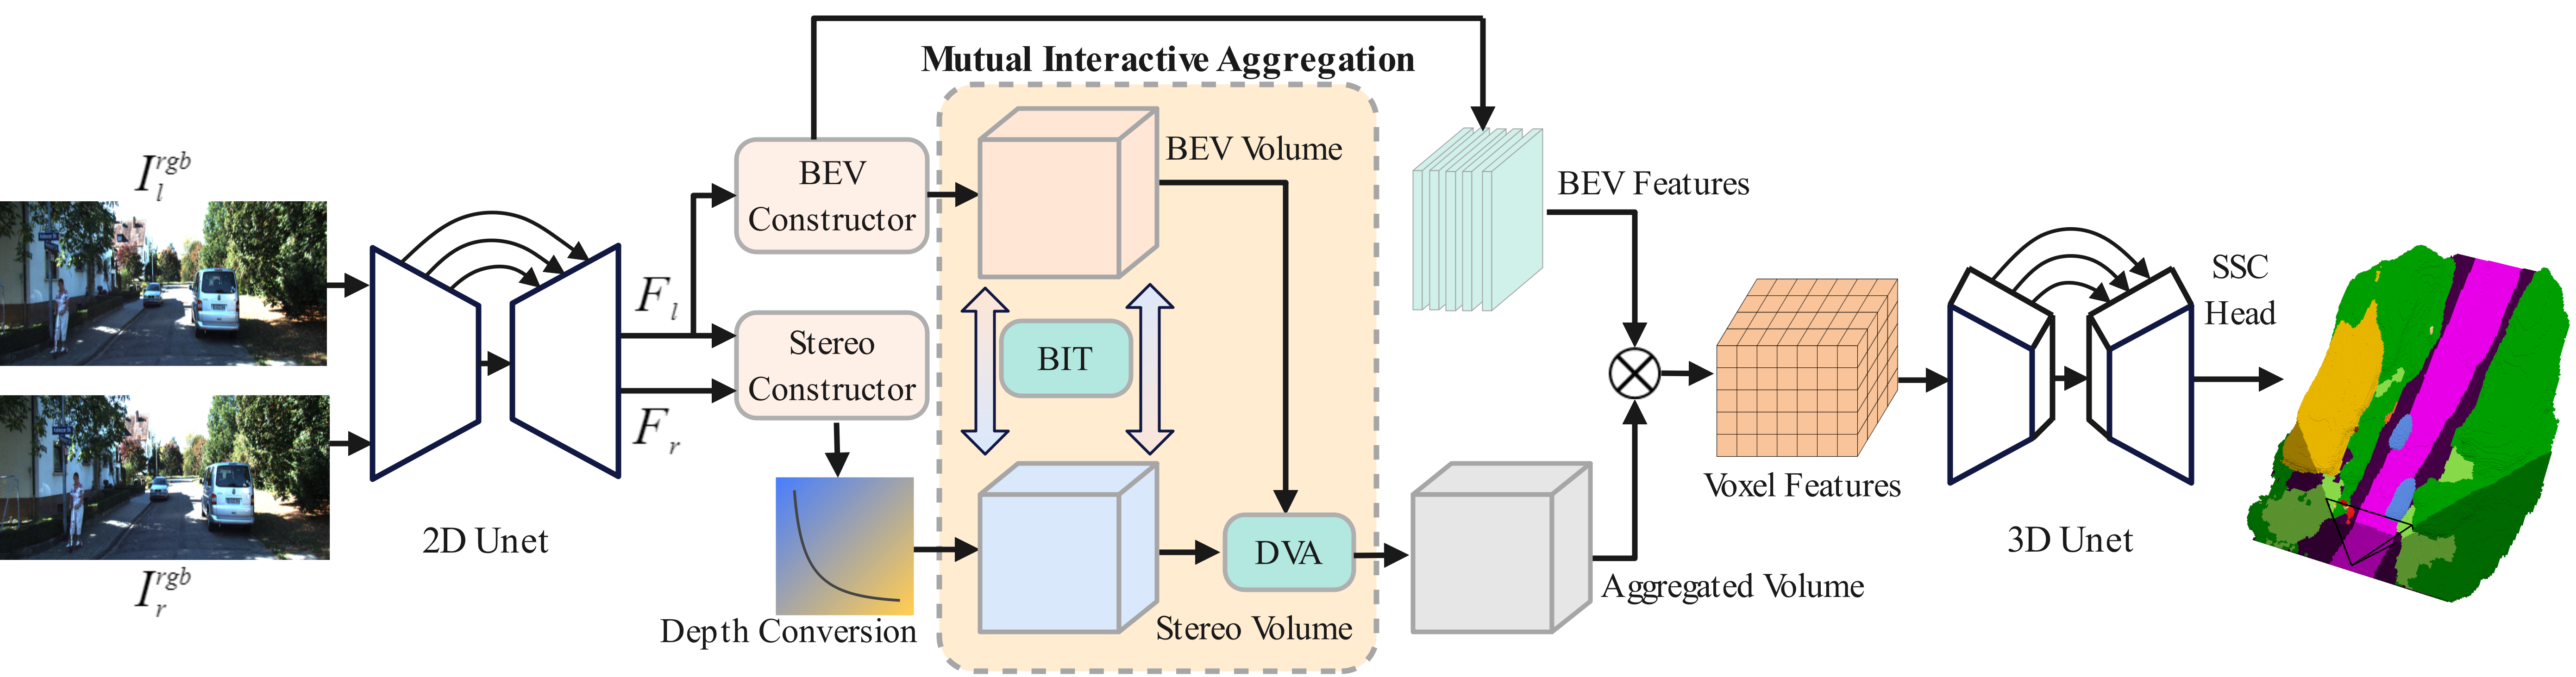 Mutual Interactive Aggregation
I_l^{rgb}
I_r^{rgb}
2D Unet
F_l
F_r
BEV
Constructor
Stereo
Constructor
Depth Conversion
BEV Volume
BIT
DVA
Stereo Volume
BEV Features
Aggregated Volume
Voxel Features
3D Unet
SSC
Head